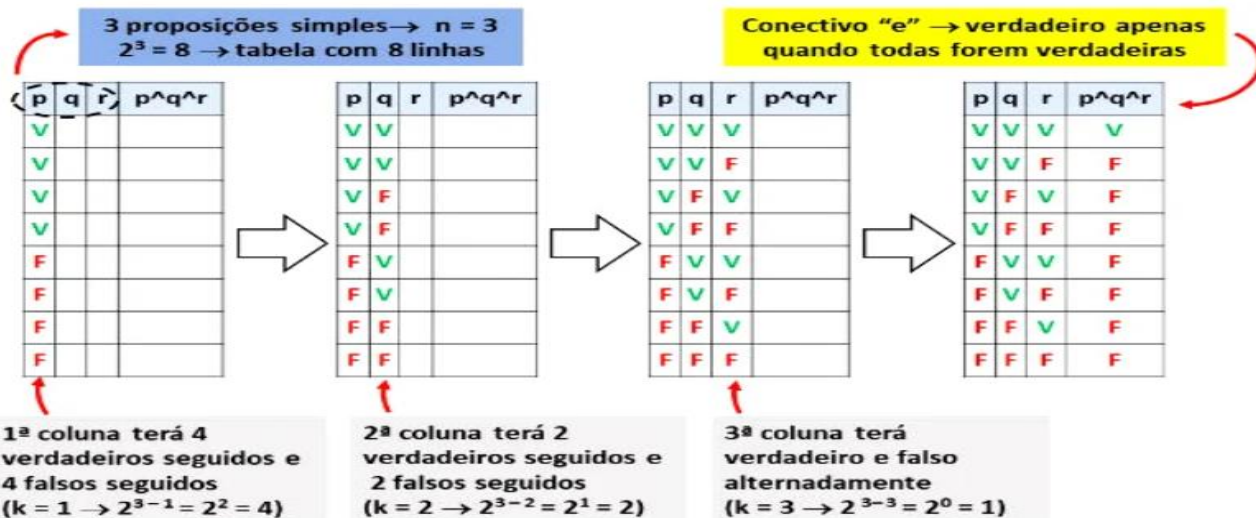 3 proposições simples→ n = 3
2³ = 8 → tabela com 8 linhas
Conectivo “e” → verdadeiro apenas
quando todas forem verdadeiras
p q r p^q^r
V
V
V
V
F
F
F
F
p q r p^q^r
V V
V V
V F
V F
F V
F V
F F
F F
p q r p^q^r
V V V
V V F
V F V
V F F
F V V
F V F
F F V
F F F
p q r p^q^r
V V V V
V V F F
V F V F
V F F F
F V V F
F V F F
F F V F
F F F F
1ª coluna terá 4
verdadeiros seguidos e
4 falsos seguidos
(k = 1 → 2³⁻¹ = 2² = 4)
2ª coluna terá 2
verdadeiros seguidos e
2 falsos seguidos
(k = 2 → 2³⁻² = 2¹ = 2)
3ª coluna terá
verdadeiro e falso
alternadamente
(k = 3 → 2³⁻³ = 2⁰ = 1)